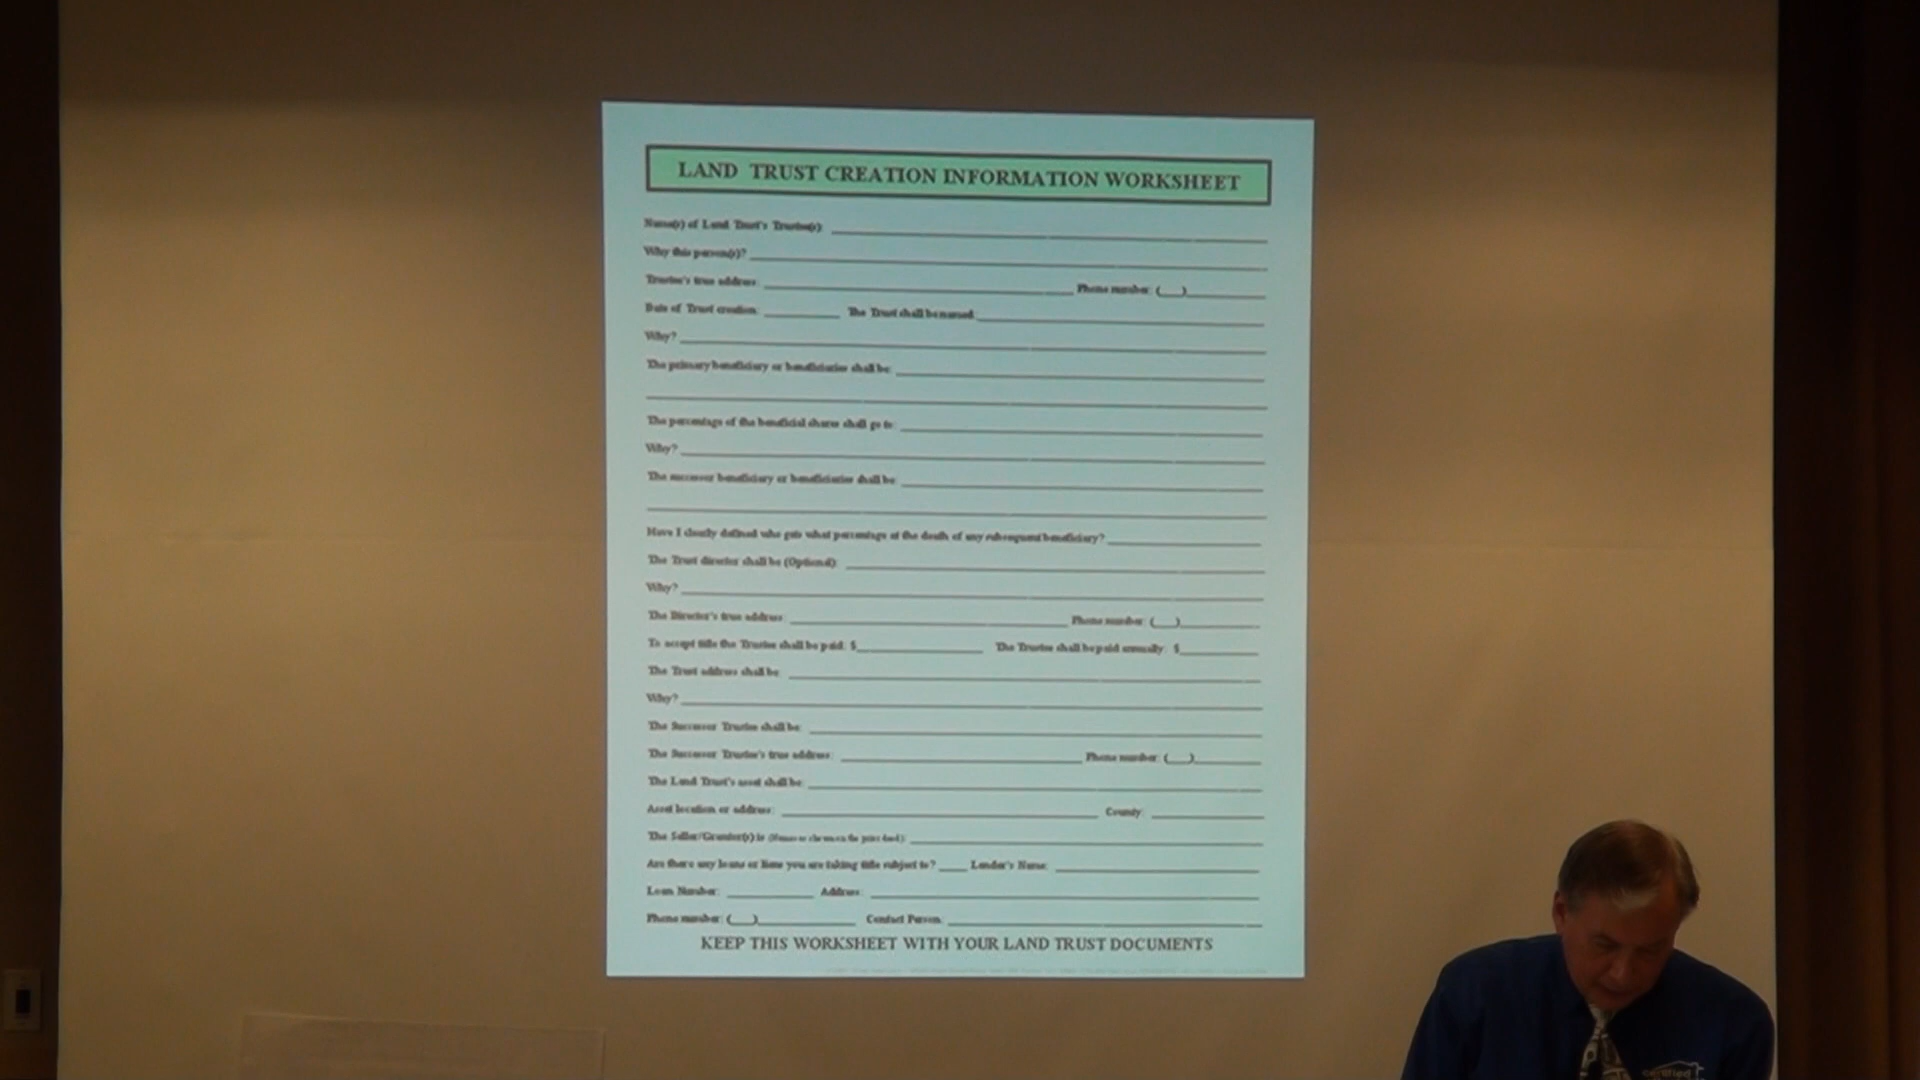 LAND TRUST CREATION INFORMATION WORKSHEET
Name(s) of Land Trust's Trustee(s):
Why this person(s)?
Trustee's true address: Phone number: (___)
Date of Trust creation: The Trust shall be named:
Why?
The primary beneficiary or beneficiaries shall be:
The percentage of the beneficial shares shall go to:
Why?
The successor beneficiary or beneficiaries shall be:
Have I clearly defined who gets what percentage at the death of any subsequent beneficiary?
The Trust director shall be (Optional):
Why?
The Director's true address: Phone number: (___)
To accept title the Trustee shall be paid: $ The Trustee shall be paid annually: $
The Trust address shall be:
Why?
The Successor Trustee shall be:
The Successor Trustee's true address: Phone number: (___)
The Land Trust's asset shall be:
Asset location or address: County:
The Seller/Grantor(s) is
Are there any loans or liens you are taking title subject to? Lender's Name:
Loan Number: Address:
Phone number: (___) Contact Person:
KEEP THIS WORKSHEET WITH YOUR LAND TRUST DOCUMENTS
certified